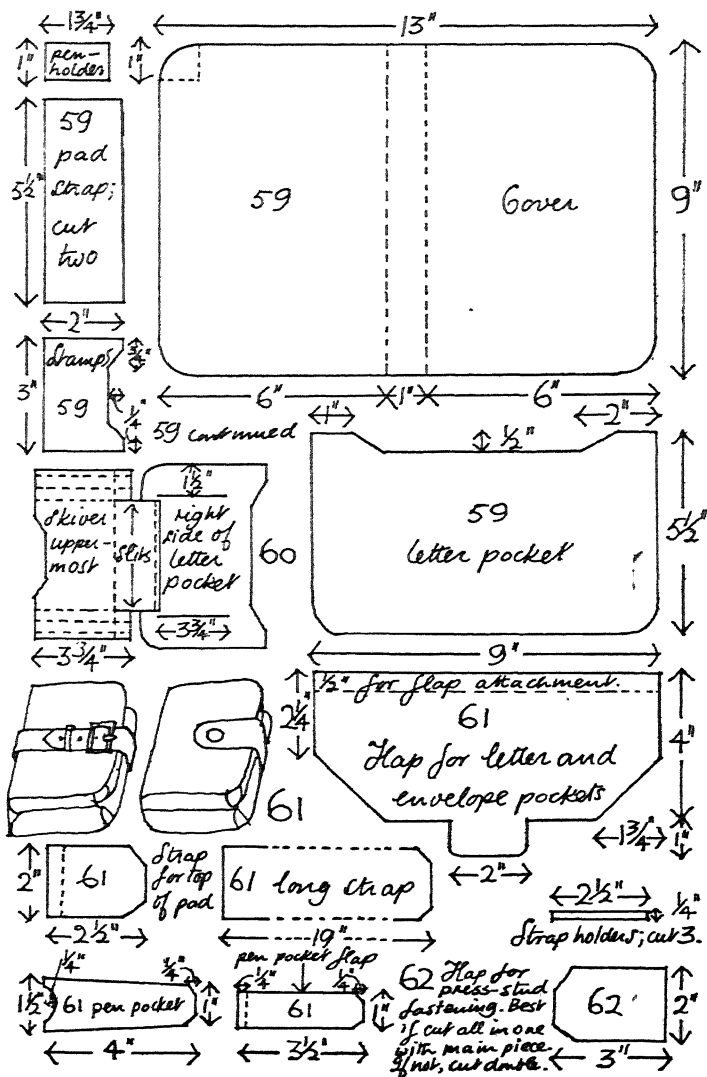 1¾"
13"
1"
pen-
holder
1"
59
pad
strap;
cut
two
5½"
59
Cover
9"
2"
stamps
¾"
3"
59
¼"
6"
1"
6"
59 continued
1"
½"
2"
skiver
upper-
most
slits
1½"
right
side of
letter
pocket
60
59
letter pocket
5½"
3¾"
3¾"
9"
½" for flap attachment.
2¼"
61
Flap for letter and
envelope pockets
4"
61
1¾"
1"
2"
2"
61
Strap
for top
of pad
61 long strap
2½"
19"
2½"
¼"
Strap holders; cut 3.
pen pocket flap
¼"
¼"
1½"
61 pen pocket
1"
4"
¼"
¼"
61
1"
3½"
62 Flap for
press-stud
fastening. Best
if cut all in one
with main piece.
If not, cut double.
62
2"
3"